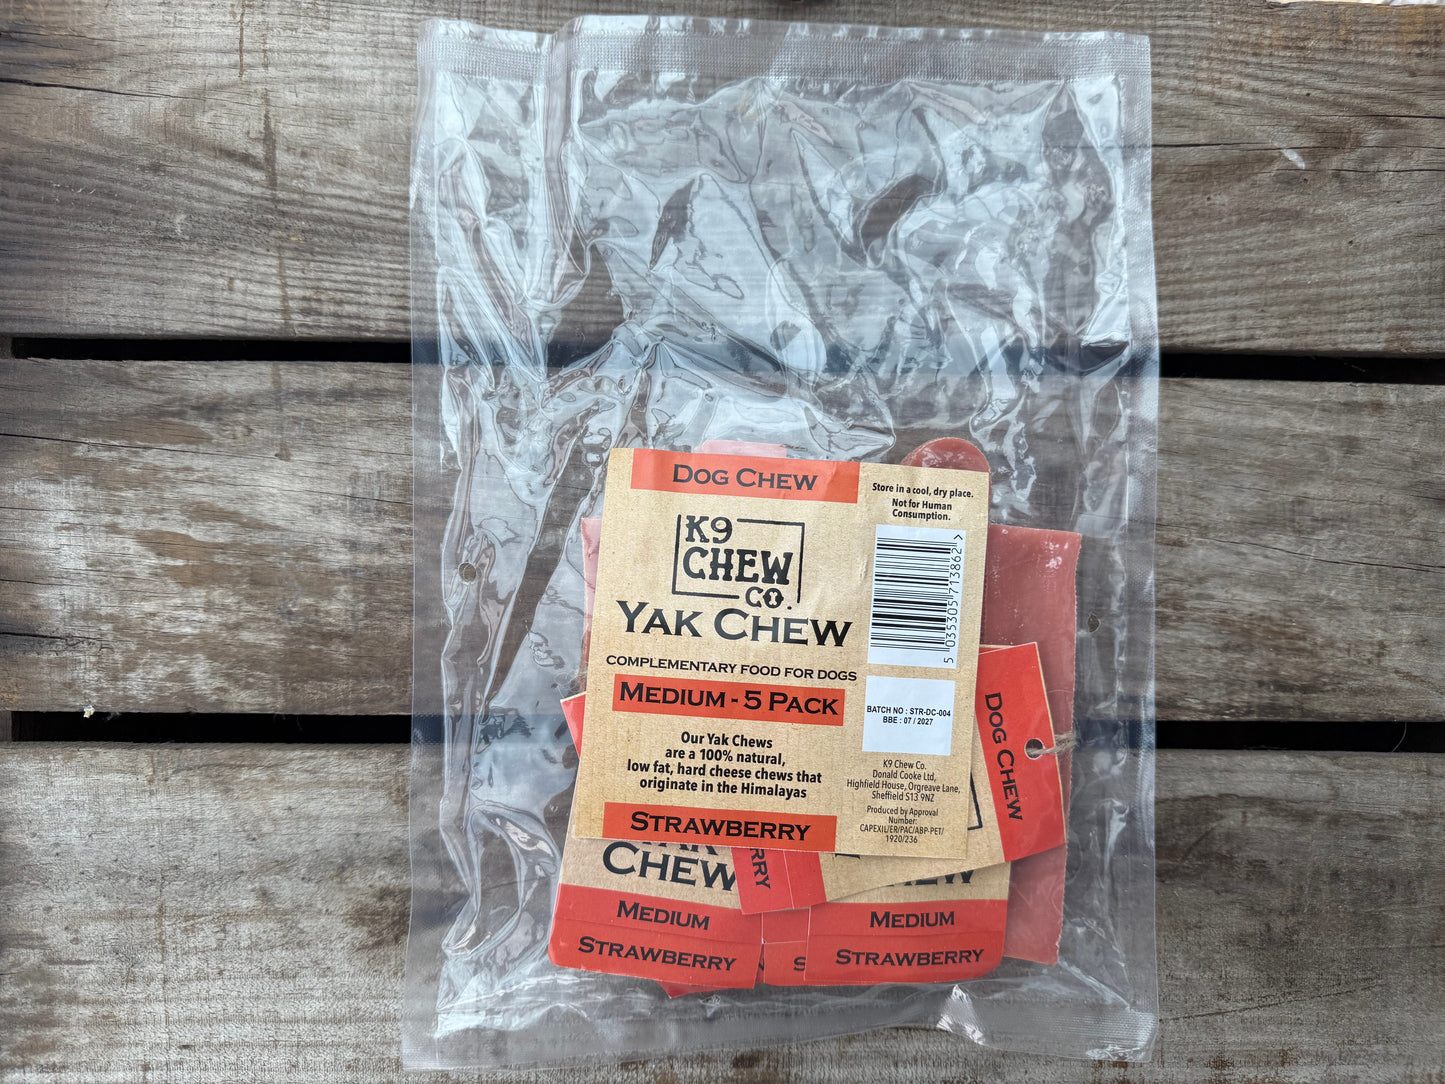 DOG CHEW
K9
CHEW
CO.
YAK CHEW
COMPLEMENTARY FOOD FOR DOGS
MEDIUM - 5 PACK
Our Yak Chews
are a 100% natural,
low fat, hard cheese chews that
originate in the Himalayas
STRAWBERRY
Store in a cool, dry place.
Not for Human
Consumption.
5 035305 713862 >
BATCH NO : STR-DC-004
BBE : 07 / 2027
K9 Chew Co.
Donald Cooke Ltd,
Highfield House, Orgreave Lane,
Sheffield S13 9NZ
Produced by Approval
Number:
CAPEXIL/ER/PAC/ABP-PET/
1920/236
DOG CHEW
CHEW
MEDIUM
STRAWBERRY
MEDIUM
STRAWBERRY